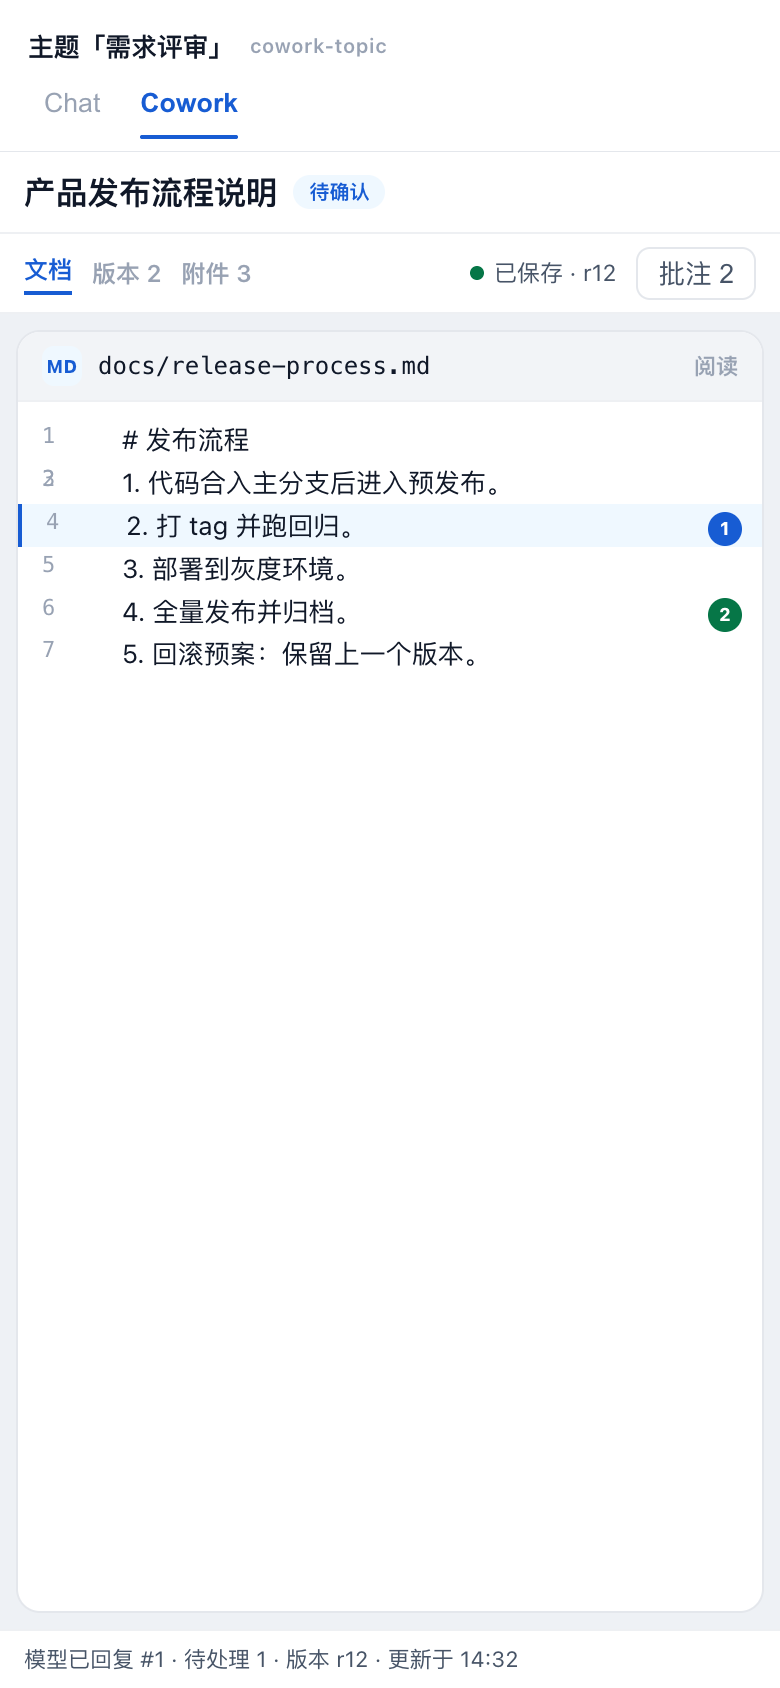 主题「需求评审」 cowork-topic
Chat Cowork
产品发布流程说明 待确认
文档 版本 2 附件 3 已保存 · r12 批注 2
MD docs/release-process.md 阅读
1 # 发布流程
3 1. 代码合入主分支后进入预发布。
4 2. 打 tag 并跑回归。 1
5 3. 部署到灰度环境。
6 4. 全量发布并归档。 2
7 5. 回滚预案：保留上一个版本。
模型已回复 #1 · 待处理 1 · 版本 r12 · 更新于 14:32